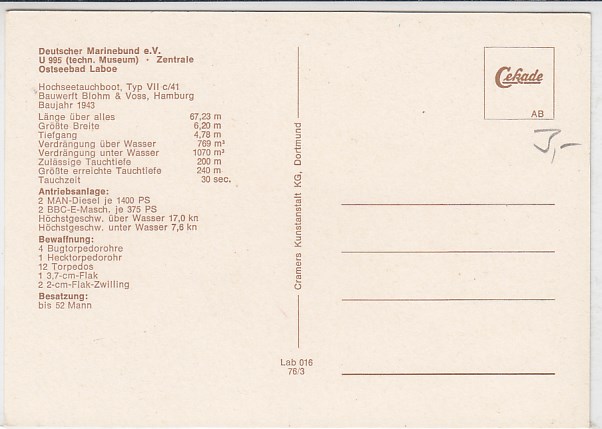 Deutscher Marinebund e.V.
U 995 (techn. Museum) · Zentrale
Ostseebad Laboe
Hochseetauchboot, Typ VII c/41
Bauwerft Blohm & Voss, Hamburg
Baujahr 1943
Länge über alles 67,23 m
Größte Breite 6,20 m
Tiefgang 4,78 m
Verdrängung über Wasser 769 m³
Verdrängung unter Wasser 1070 m³
Zulässige Tauchtiefe 200 m
Größte erreichte Tauchtiefe 240 m
Tauchzeit 30 sec.
Antriebsanlage:
2 MAN-Diesel je 1400 PS
2 BBC-E-Masch. je 375 PS
Höchstgeschw. über Wasser 17,0 kn
Höchstgeschw. unter Wasser 7,6 kn
Bewaffnung:
4 Bugtorpedorohre
1 Hecktorpedorohr
12 Torpedos
1 3,7-cm-Flak
2 2-cm-Flak-Zwilling
Besatzung:
bis 52 Mann
Cramers Kunstanstalt KG, Dortmund
Lab 016
76/3
Cekade
AB
3,-